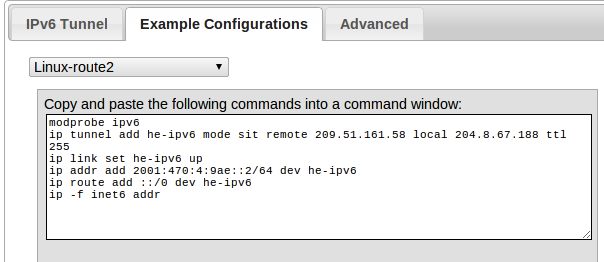 IPv6 Tunnel
Example Configurations
Advanced
Linux-route2
Copy and paste the following commands into a command window:
modprobe ipv6
ip tunnel add he-ipv6 mode sit remote 209.51.161.58 local 204.8.67.188 ttl
255
ip link set he-ipv6 up
ip addr add 2001:470:4:9ae::2/64 dev he-ipv6
ip route add ::/0 dev he-ipv6
ip -f inet6 addr